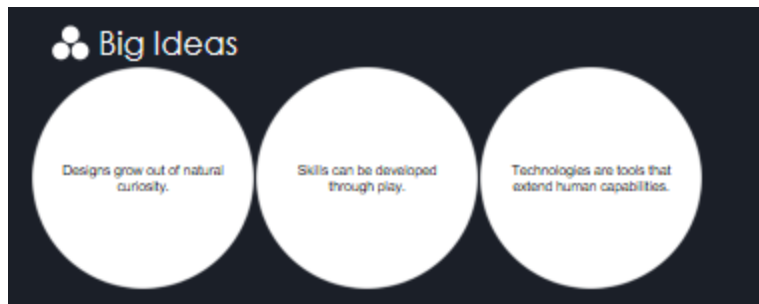 Big Ideas
Designs grow out of natural
curiosity.
Skills can be developed
through play.
Technologies are tools that
extend human capabilities.